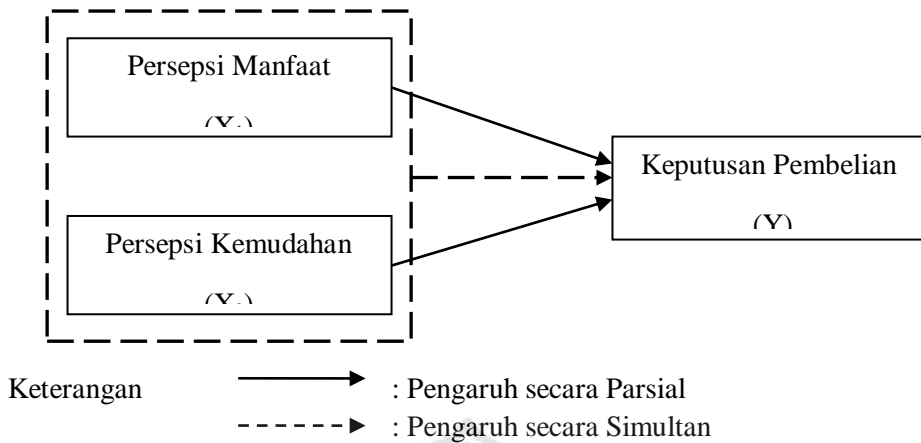 Persepsi Manfaat
Keputusan Pembelian
(Y)
Persepsi Kemudahan
Keterangan : Pengaruh secara Parsial
: Pengaruh secara Simultan